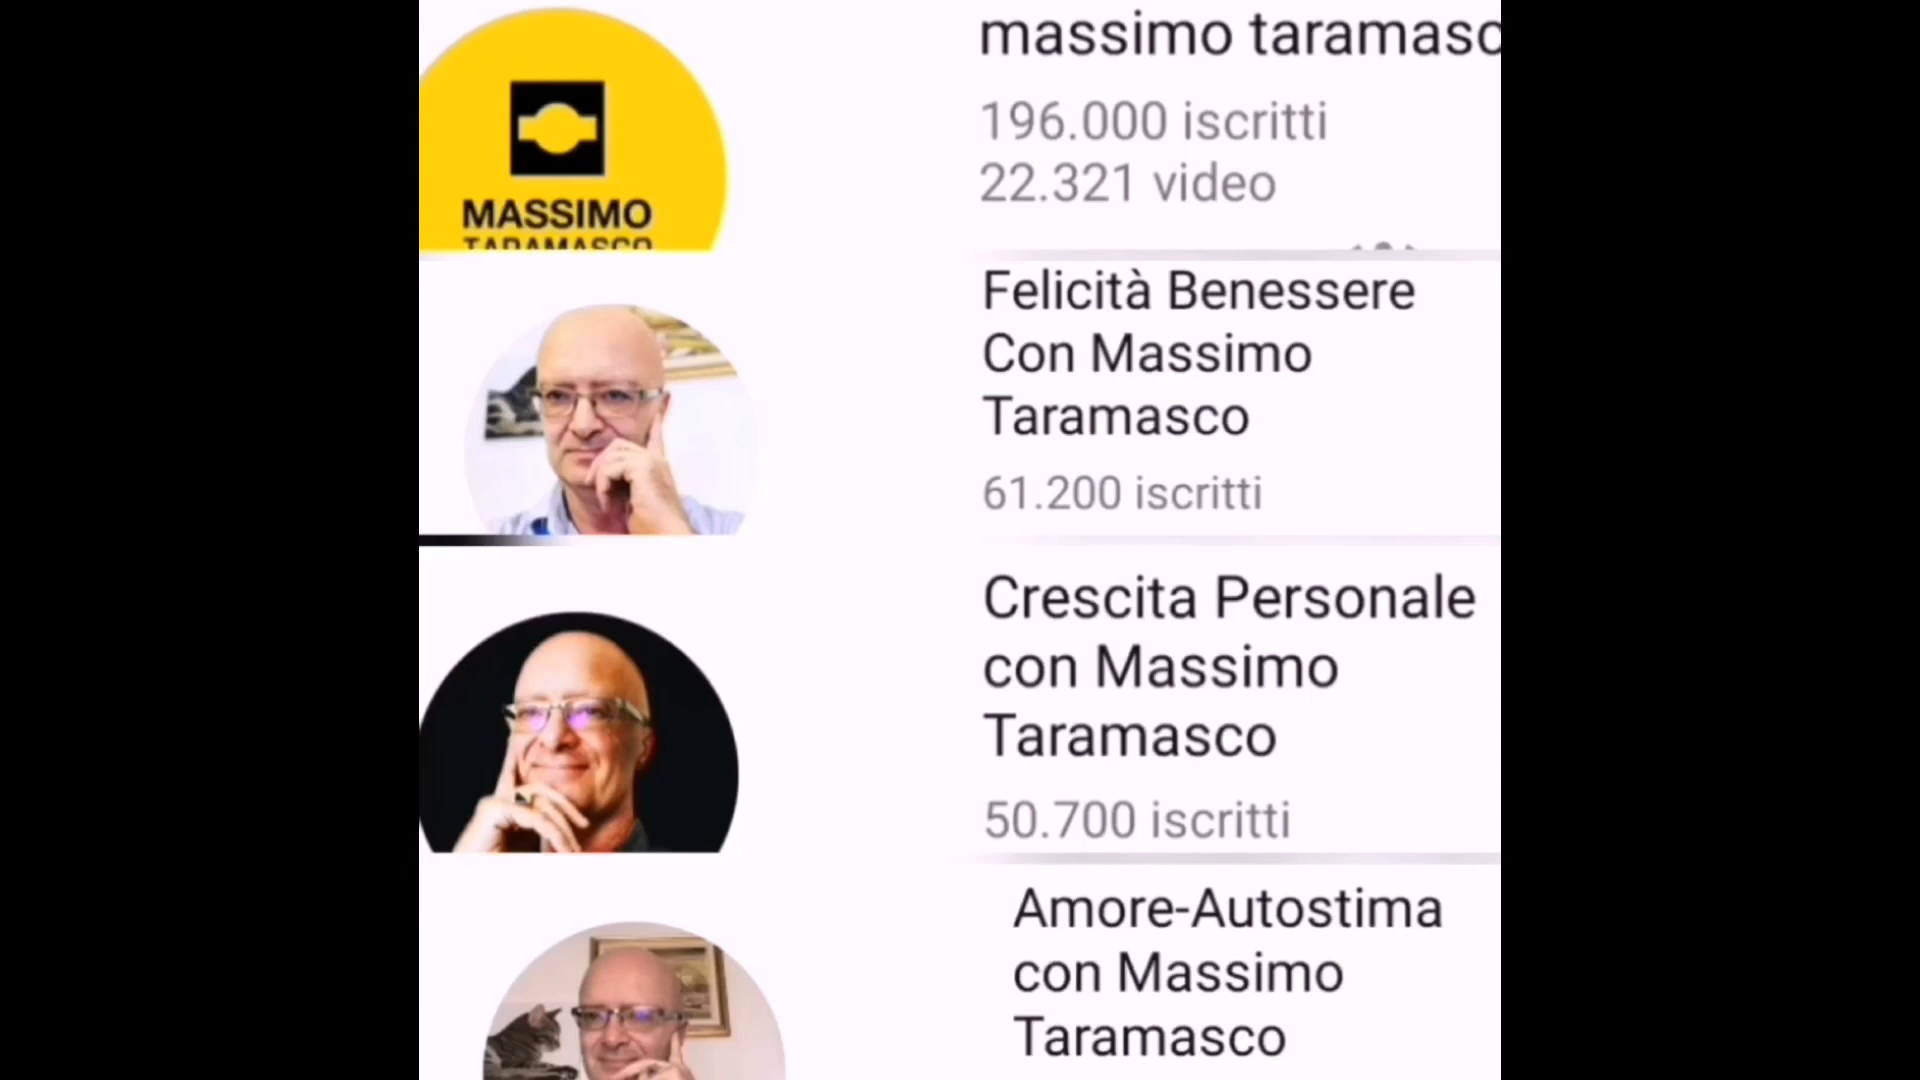 massimo taramasc
196.000 iscritti
22.321 video
MASSIMO
TARAMASCO
Felicità Benessere
Con Massimo
Taramasco
61.200 iscritti
Crescita Personale
con Massimo
Taramasco
50.700 iscritti
Amore-Autostima
con Massimo
Taramasco